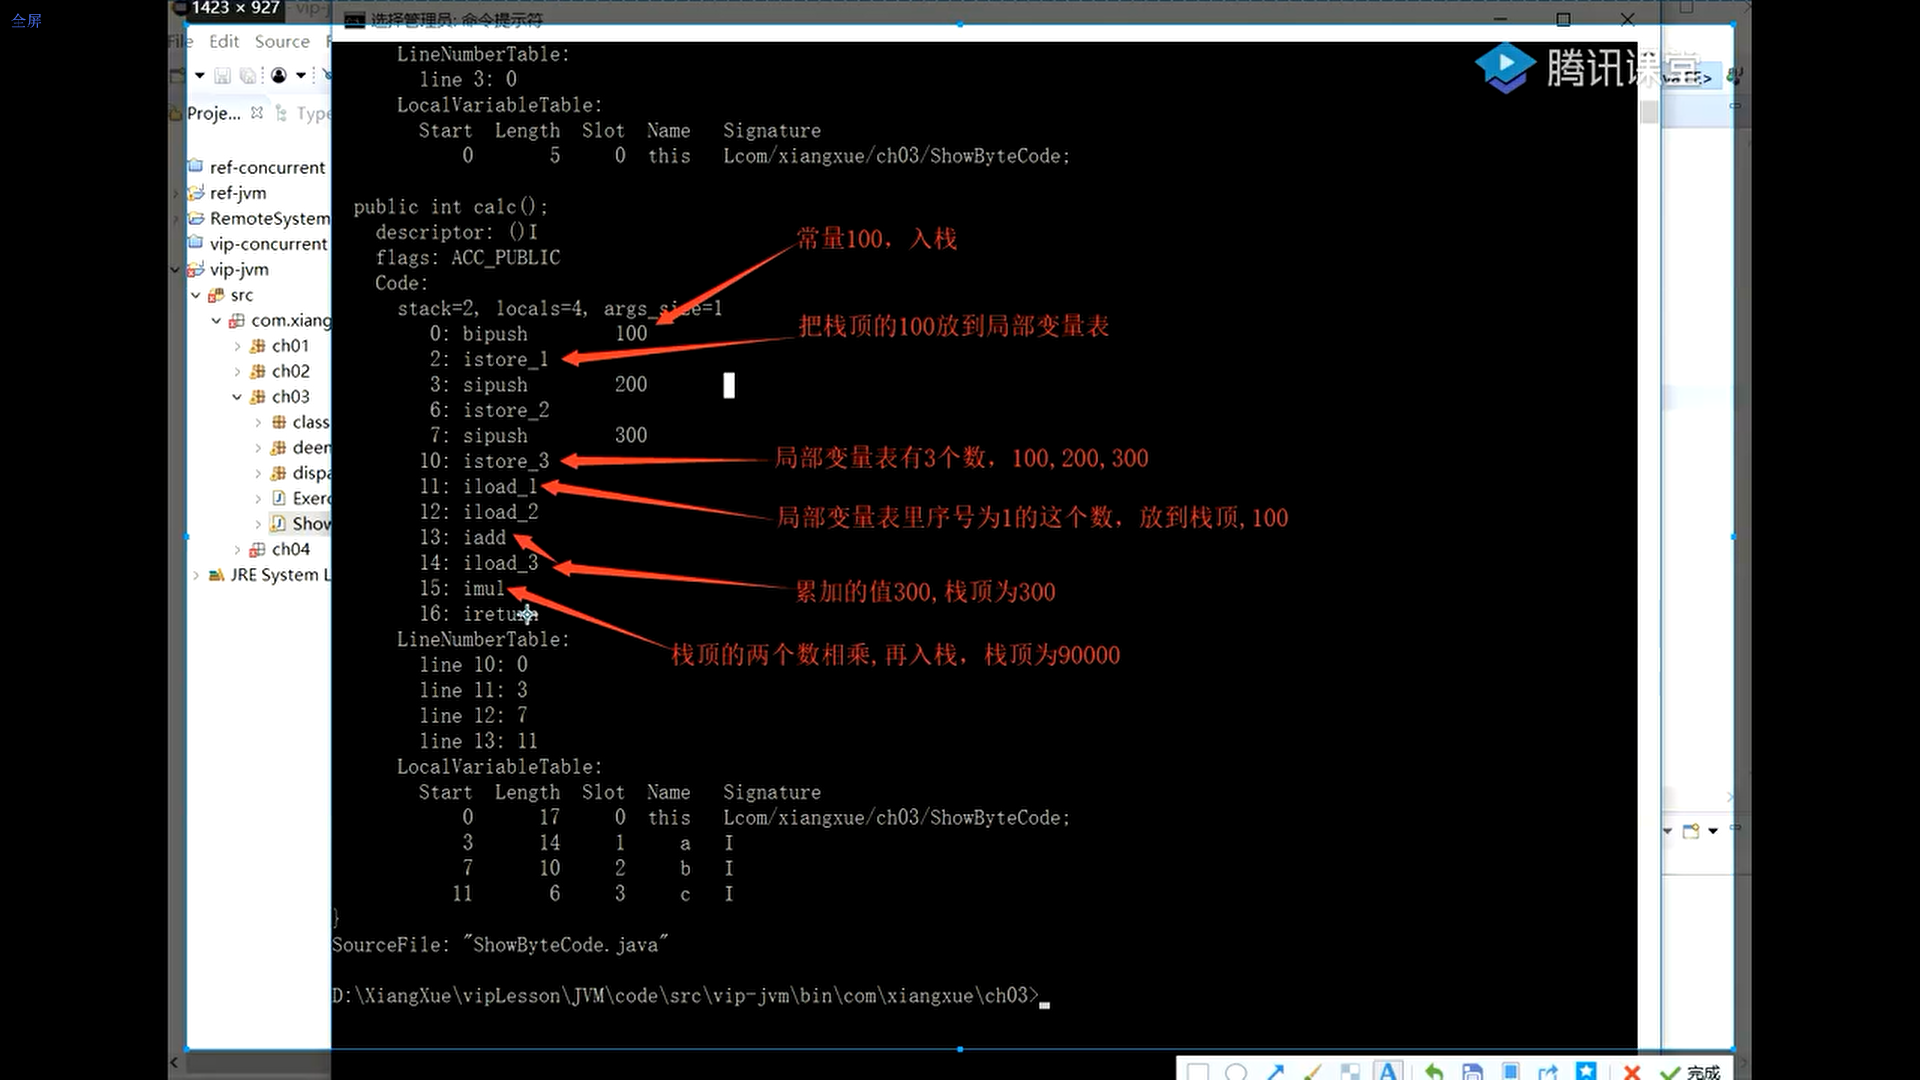 全屏
1423 × 927
选择管理员: 命令提示符
File Edit Source
腾讯课堂
Proje...
Type
ref-concurrent
ref-jvm
RemoteSystem
vip-concurrent
vip-jvm
src
com.xiang
ch01
ch02
ch03
class
deen
dispa
Exerc
Show
ch04
JRE System L
LineNumberTable:
line 3: 0
LocalVariableTable:
Start Length Slot Name Signature
0 5 0 this Lcom/xiangxue/ch03/ShowByteCode;
public int calc();
descriptor: ()I
flags: ACC_PUBLIC
Code:
stack=2, locals=4, args_size=1
0: bipush 100
2: istore_1
3: sipush 200
6: istore_2
7: sipush 300
10: istore_3
11: iload_1
12: iload_2
13: iadd
14: iload_3
15: imul
16: ireturn
常量100，入栈
把栈顶的100放到局部变量表
局部变量表有3个数，100,200,300
局部变量表里序号为1的这个数，放到栈顶,100
累加的值300,栈顶为300
栈顶的两个数相乘,再入栈，栈顶为90000
LineNumberTable:
line 10: 0
line 11: 3
line 12: 7
line 13: 11
LocalVariableTable:
Start Length Slot Name Signature
0 17 0 this Lcom/xiangxue/ch03/ShowByteCode;
3 14 1 a I
7 10 2 b I
11 6 3 c I
}
SourceFile: "ShowByteCode.java"
D:\XiangXue\vipLesson\JVM\code\src\vip-jvm\bin\com\xiangxue\ch03>
A
完成